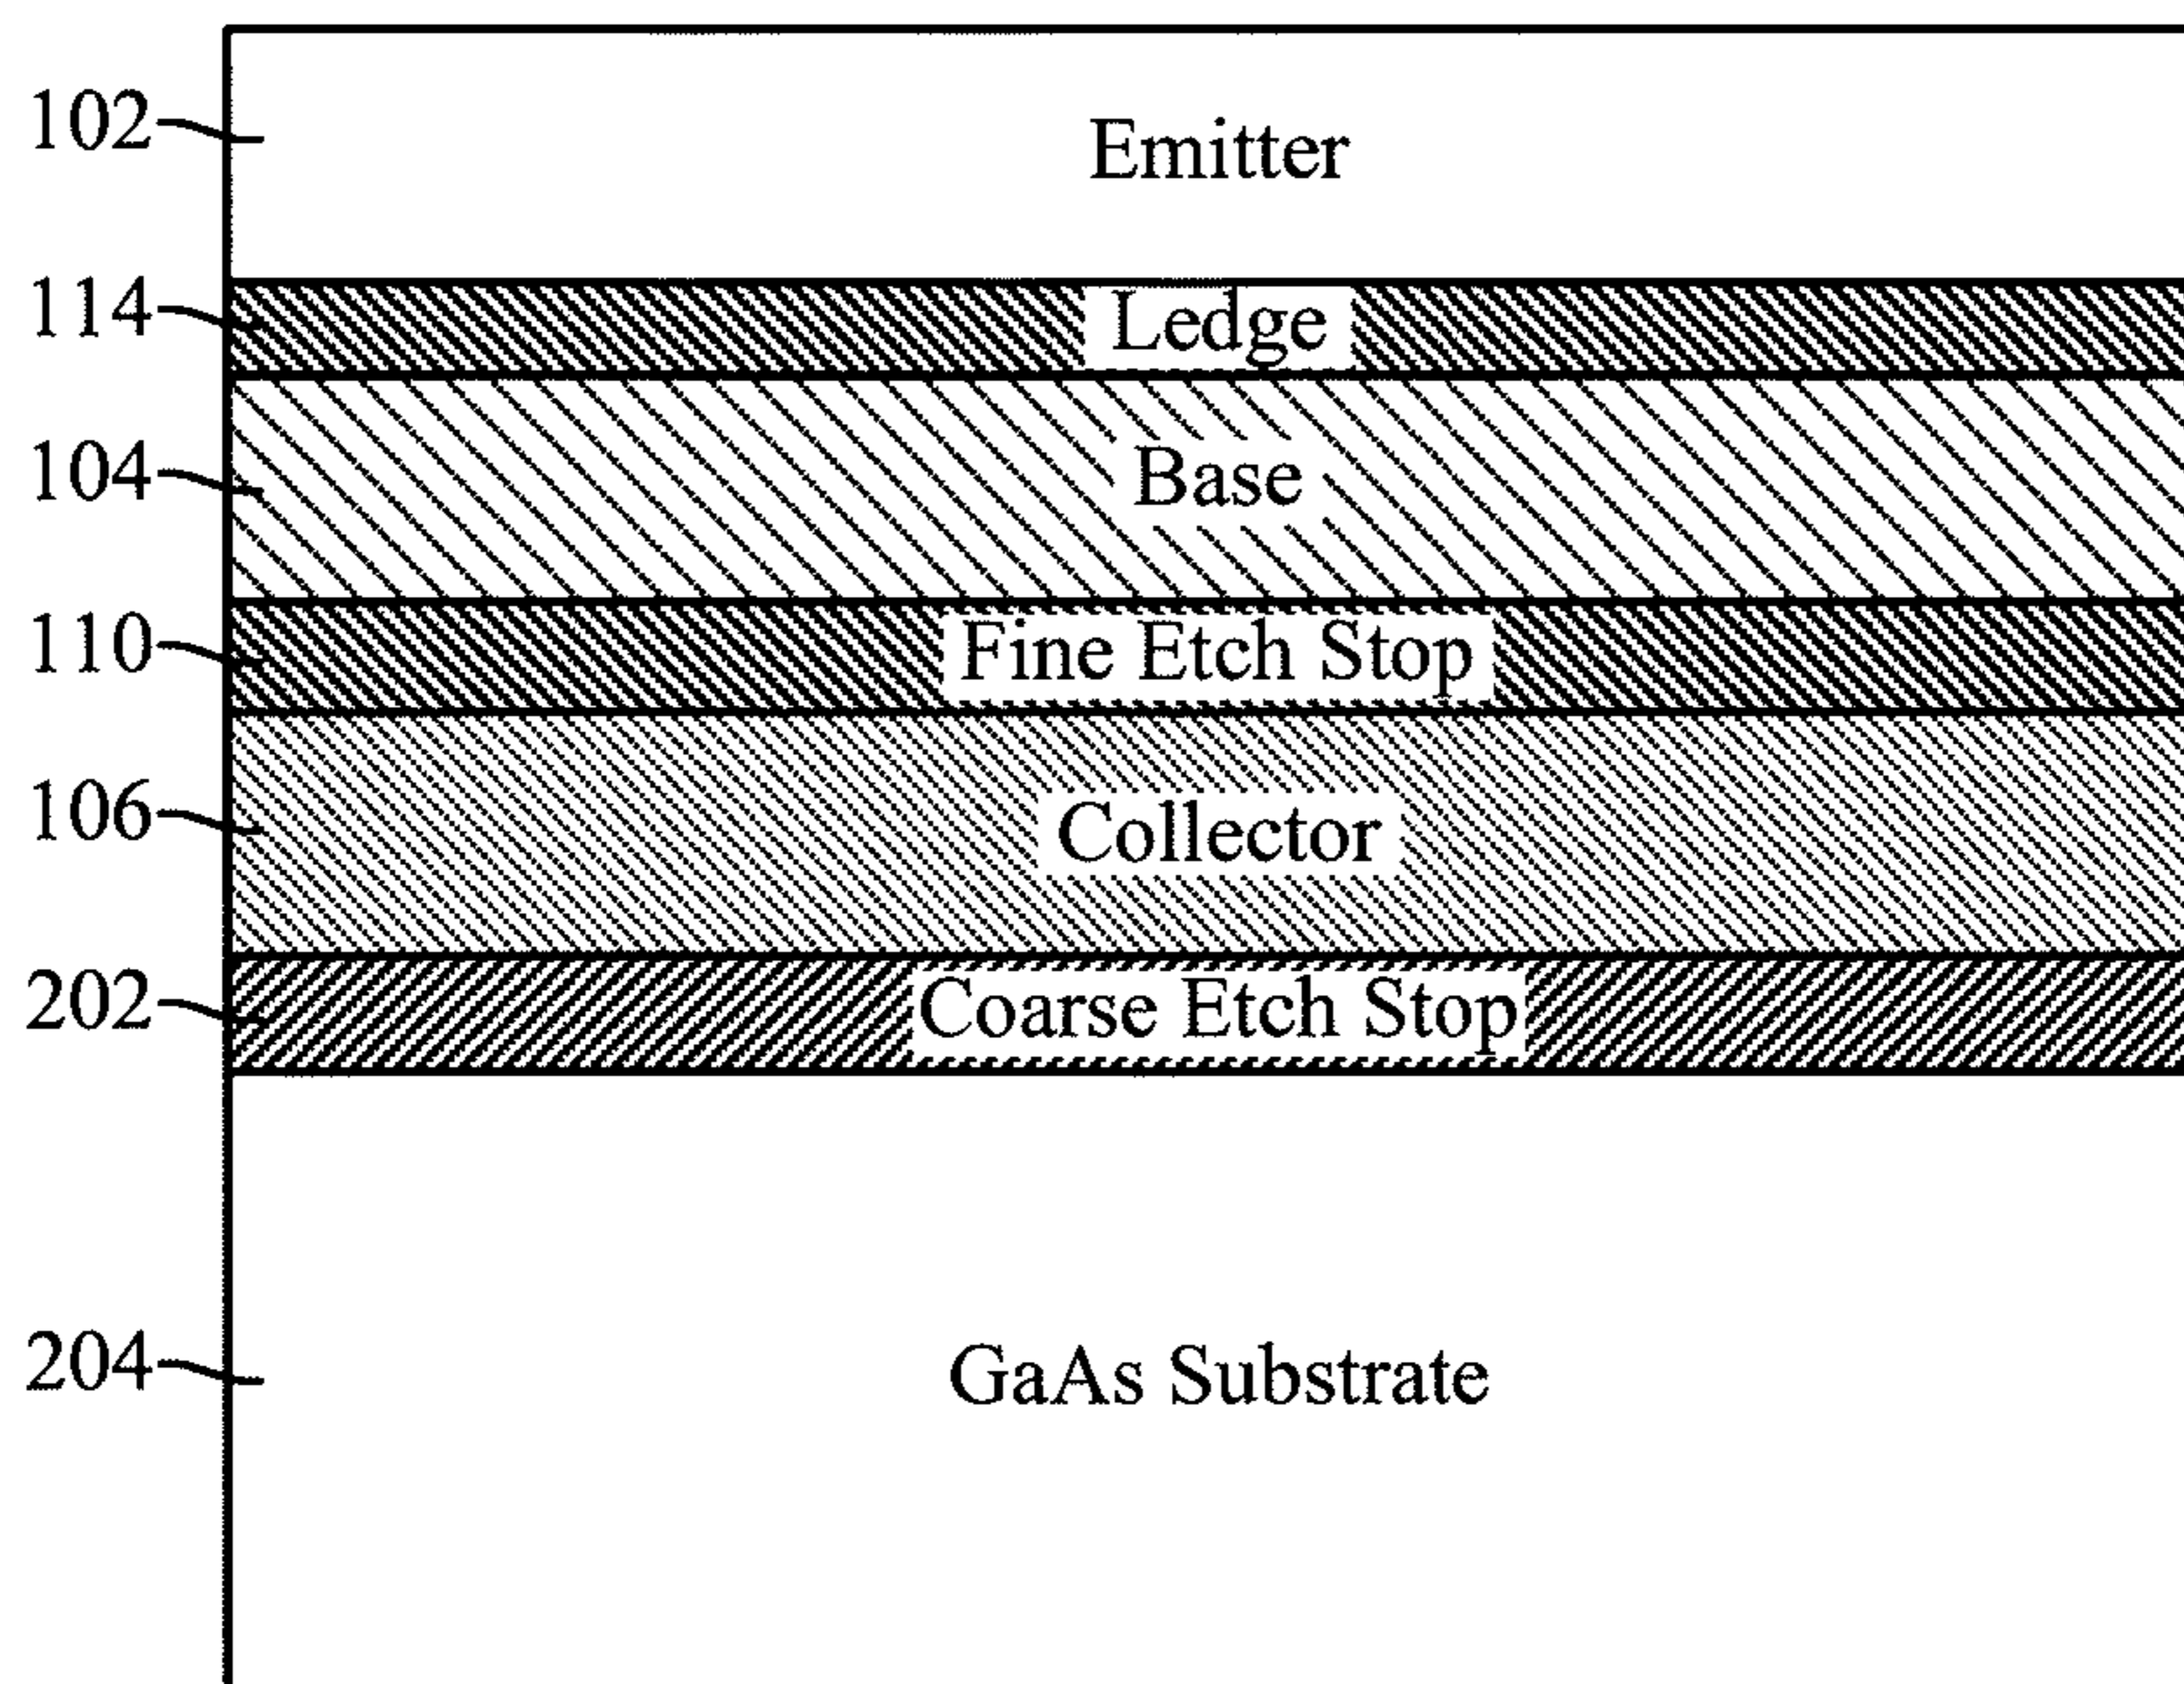 102 Emitter
114 Ledge
104 Base
110 Fine Etch Stop
106 Collector
202 Coarse Etch Stop
204 GaAs Substrate